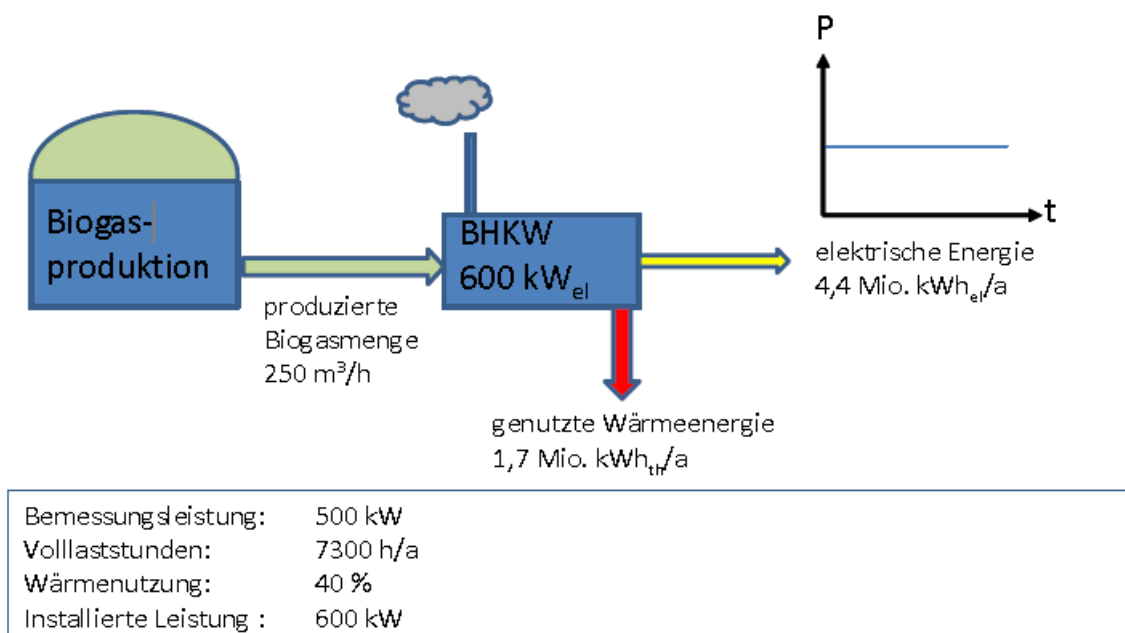 P
t
Biogas-
produktion
BHKW
600 kWₑₗ
produzierte
Biogasmenge
250 m³/h
elektrische Energie
4,4 Mio. kWhₑₗ/a
genutzte Wärmeenergie
1,7 Mio. kWhₜₕ/a
Bemessungsleistung: 500 kW
Volllaststunden: 7300 h/a
Wärmenutzung: 40 %
Installierte Leistung : 600 kW